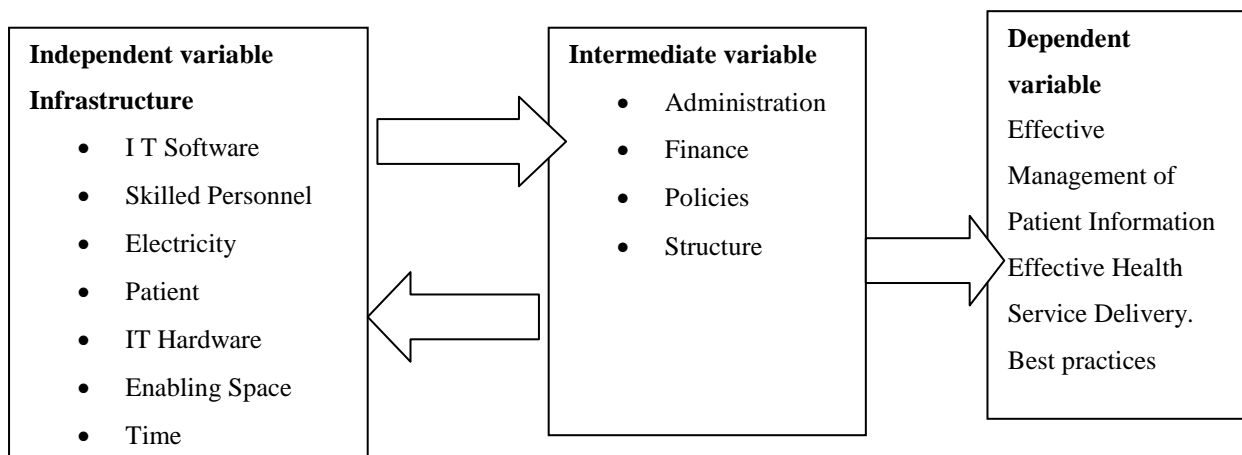 Independent variable
Infrastructure
• I T Software
• Skilled Personnel
• Electricity
• Patient
• IT Hardware
• Enabling Space
• Time
Intermediate variable
• Administration
• Finance
• Policies
• Structure
Dependent
variable
Effective
Management of
Patient Information
Effective Health
Service Delivery.
Best practices